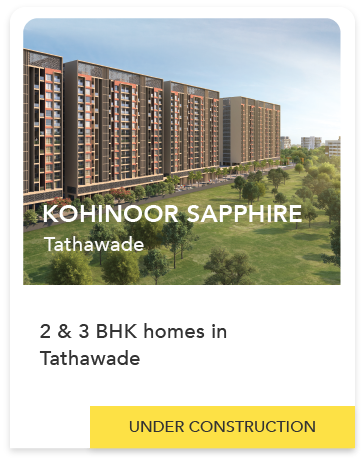 KOHINOOR SAPPHIRE
Tathawade
2 & 3 BHK homes in
Tathawade
UNDER CONSTRUCTION